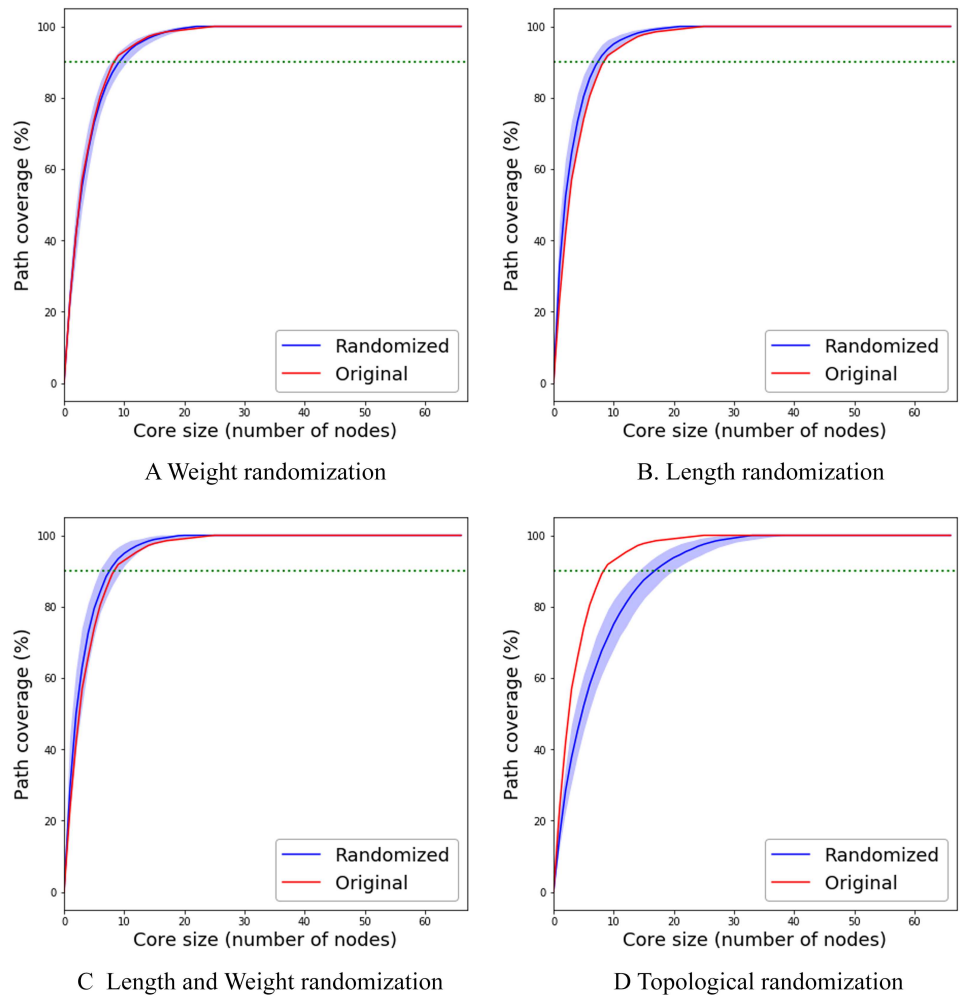 100
80
60
40
20
0
Path coverage (%)
Randomized
Original
0 10 20 30 40 50 60
Core size (number of nodes)
A Weight randomization
100
80
60
40
20
0
Path coverage (%)
Randomized
Original
0 10 20 30 40 50 60
Core size (number of nodes)
B. Length randomization
100
80
60
40
20
0
Path coverage (%)
Randomized
Original
0 10 20 30 40 50 60
Core size (number of nodes)
C Length and Weight randomization
100
80
60
40
20
0
Path coverage (%)
Randomized
Original
0 10 20 30 40 50 60
Core size (number of nodes)
D Topological randomization